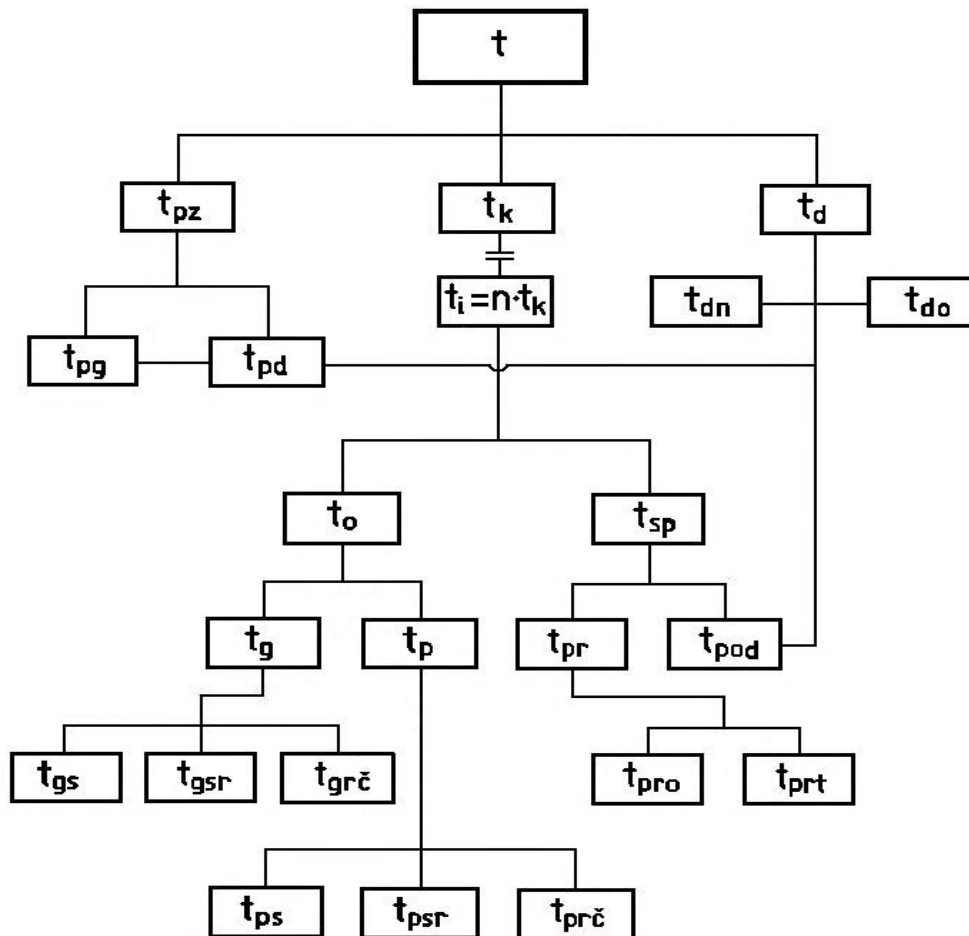 t
t_pz
t_k
t_d
t_i=n·t_k
t_dn
t_do
t_pg
t_pd
t_o
t_sp
t_g
t_p
t_pr
t_pod
t_gs
t_gsr
t_grč
t_pro
t_prt
t_ps
t_psr
t_prč